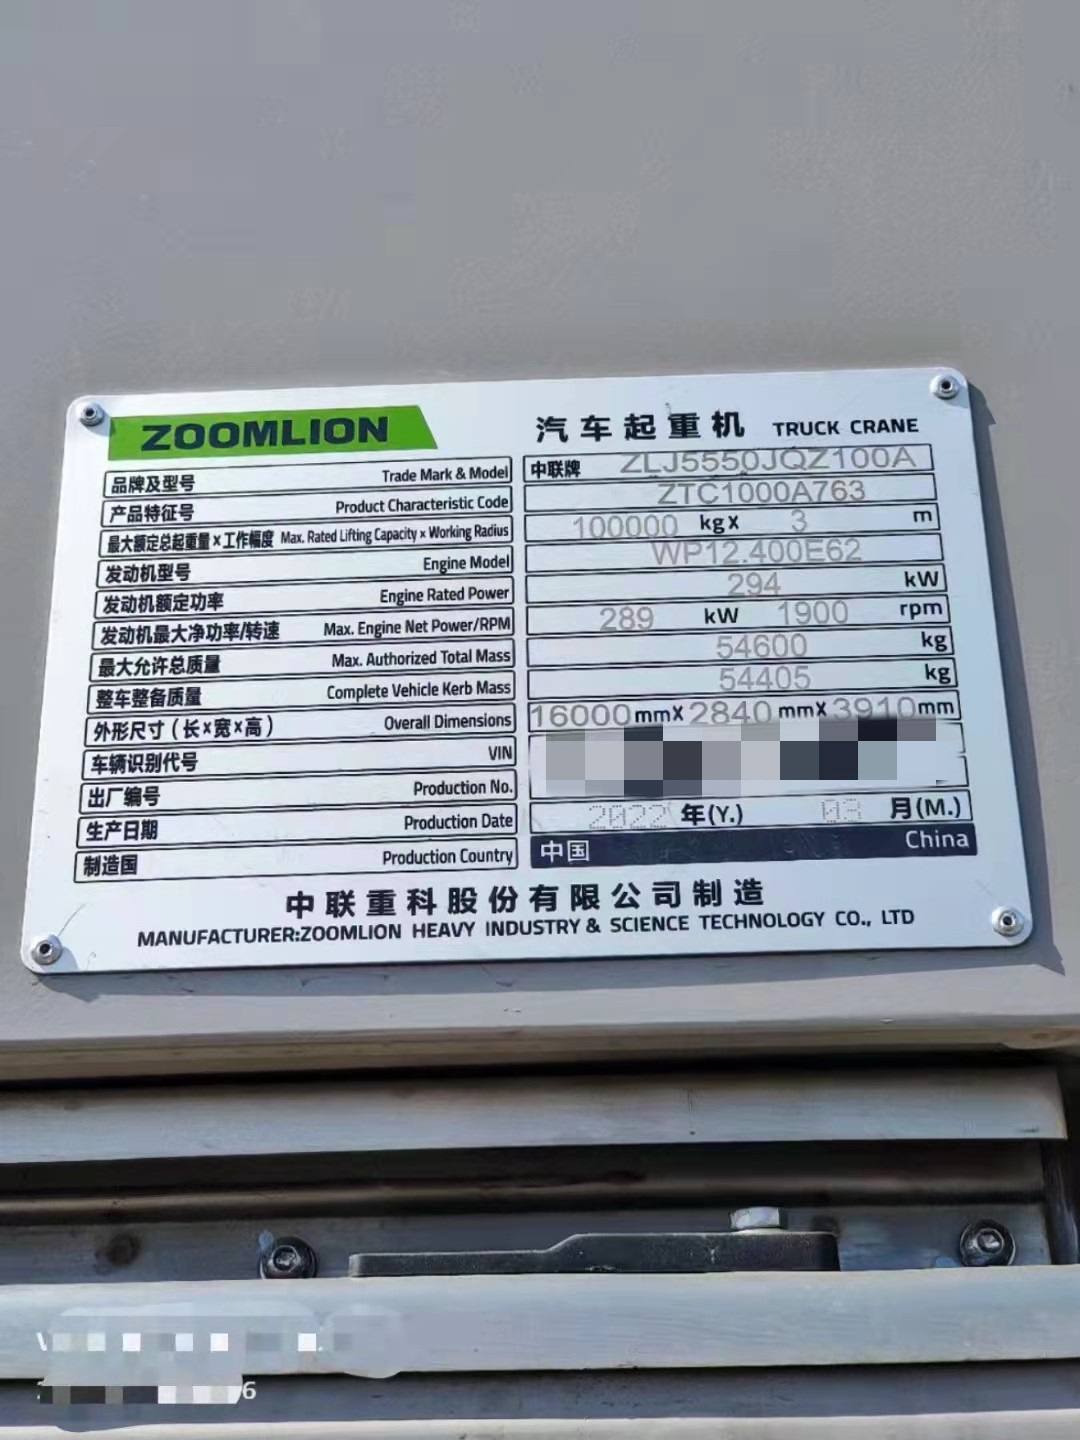 ZOOMLION 汽车起重机 TRUCK CRANE
品牌及型号 Trade Mark & Model 中联牌 ZLJ5550JQZ100A
产品特征号 Product Characteristic Code ZTC1000A763
最大额定总起重量×工作幅度 Max. Rated Lifting Capacity × Working Radius 100000 kg x 3 m
发动机型号 Engine Model WP12.400E62
发动机额定功率 Engine Rated Power 294 kW
发动机最大净功率/转速 Max. Engine Net Power/RPM 289 kW 1900 rpm
最大允许总质量 Max. Authorized Total Mass 54600 kg
整车整备质量 Complete Vehicle Kerb Mass 54405 kg
外形尺寸（长×宽×高） Overall Dimensions 16000mmX2840mmX3910mm
车辆识别代号 VIN
出厂编号 Production No.
生产日期 Production Date 2022 年(Y.) 03 月(M.)
制造国 Production Country 中国 China
中联重科股份有限公司制造
MANUFACTURER:ZOOMLION HEAVY INDUSTRY & SCIENCE TECHNOLOGY CO., LTD